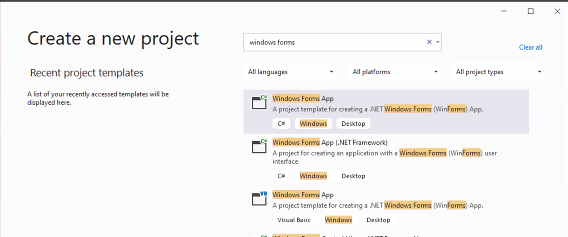 Create a new project
windows forms
Clear all
Recent project templates
All languages
All platforms
All project types
A list of your recently accessed templates will be
displayed here.
Windows Forms App
A project template for creating a .NET Windows Forms (WinForms) App.
C# Windows Desktop
Windows Forms App (.NET Framework)
A project for creating an application with a Windows Forms (WinForms) user
interface
C# Windows Desktop
VB
Windows Forms App
A project template for creating a .NET Windows Forms (WinForms) App.
Visual Basic Windows Desktop